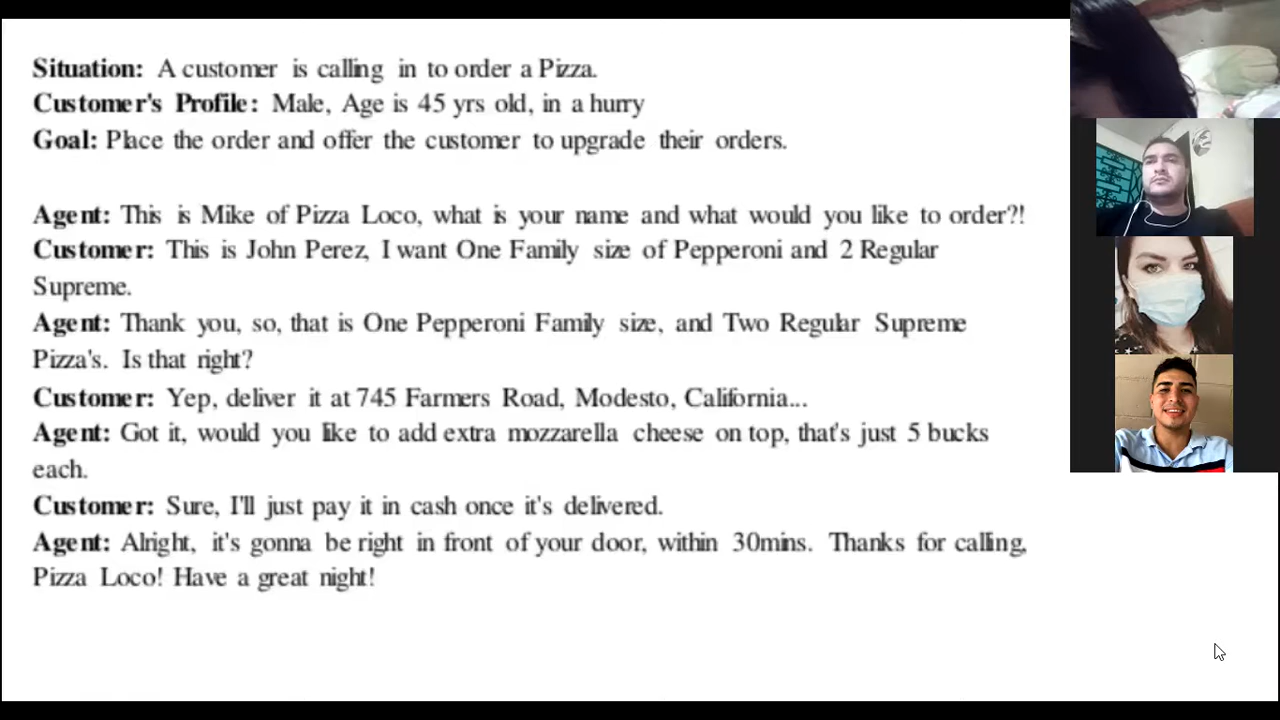 Situation: A customer is calling in to order a Pizza.
Customer's Profile: Male, Age is 45 yrs old, in a hurry
Goal: Place the order and offer the customer to upgrade their orders.
Agent: This is Mike of Pizza Loco, what is your name and what would you like to order?!
Customer: This is John Perez, I want One Family size of Pepperoni and 2 Regular
Supreme.
Agent: Thank you, so, that is One Pepperoni Family size, and Two Regular Supreme
Pizza's. Is that right?
Customer: Yep, deliver it at 745 Farmers Road, Modesto, California...
Agent: Got it, would you like to add extra mozzarella cheese on top, that's just 5 bucks
each.
Customer: Sure, I'll just pay it in cash once it's delivered.
Agent: Alright, it's gonna be right in front of your door, within 30mins. Thanks for calling,
Pizza Loco! Have a great night!